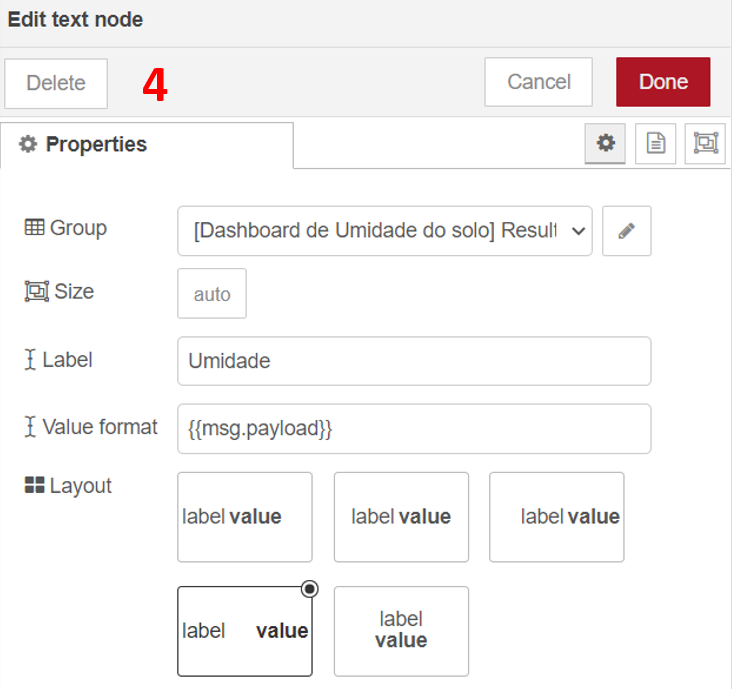 Edit text node
Delete
4
Cancel
Done
Properties
Group
[Dashboard de Umidade do solo] Result
Size
auto
Label
Umidade
Value format
{{msg.payload}}
Layout
label value
label value
label value
label value
label
value